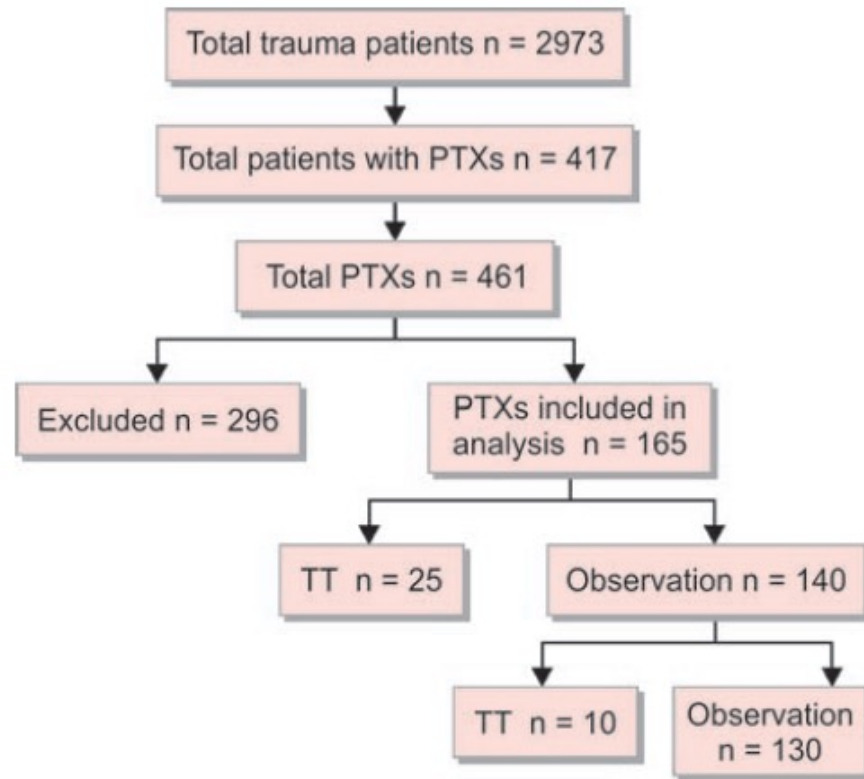 Total trauma patients n = 2973
Total patients with PTXs n = 417
Total PTXs n = 461
Excluded n = 296
PTXs included in
analysis n = 165
TT n = 25
Observation n = 140
TT n = 10
Observation
n = 130